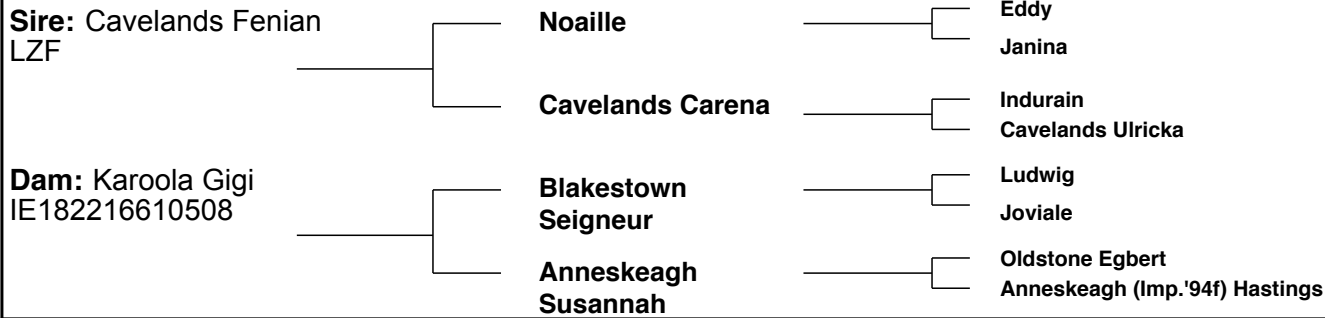 Sire: Cavelands Fenian
LZF
Noaille
Eddy
Janina
Cavelands Carena
Indurain
Cavelands Ulricka
Dam: Karoola Gigi
IE182216610508
Blakestown
Seigneur
Ludwig
Joviale
Anneskeagh
Susannah
Oldstone Egbert
Anneskeagh (Imp.'94f) Hastings